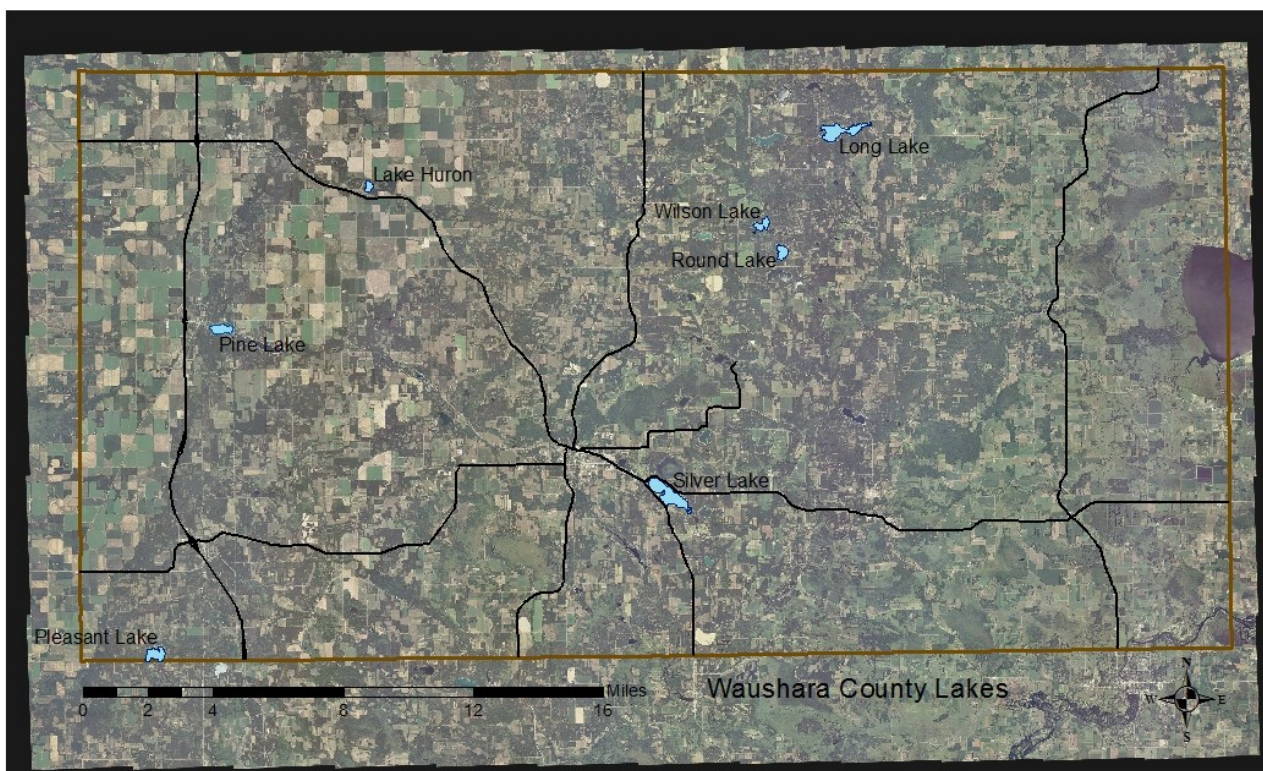 Long Lake
Lake Huron
Wilson Lake
Round Lake
Pine Lake
Silver Lake
Pleasant Lake
Miles
0 2 4 8 12 16
Waushara County Lakes
N
W E
S